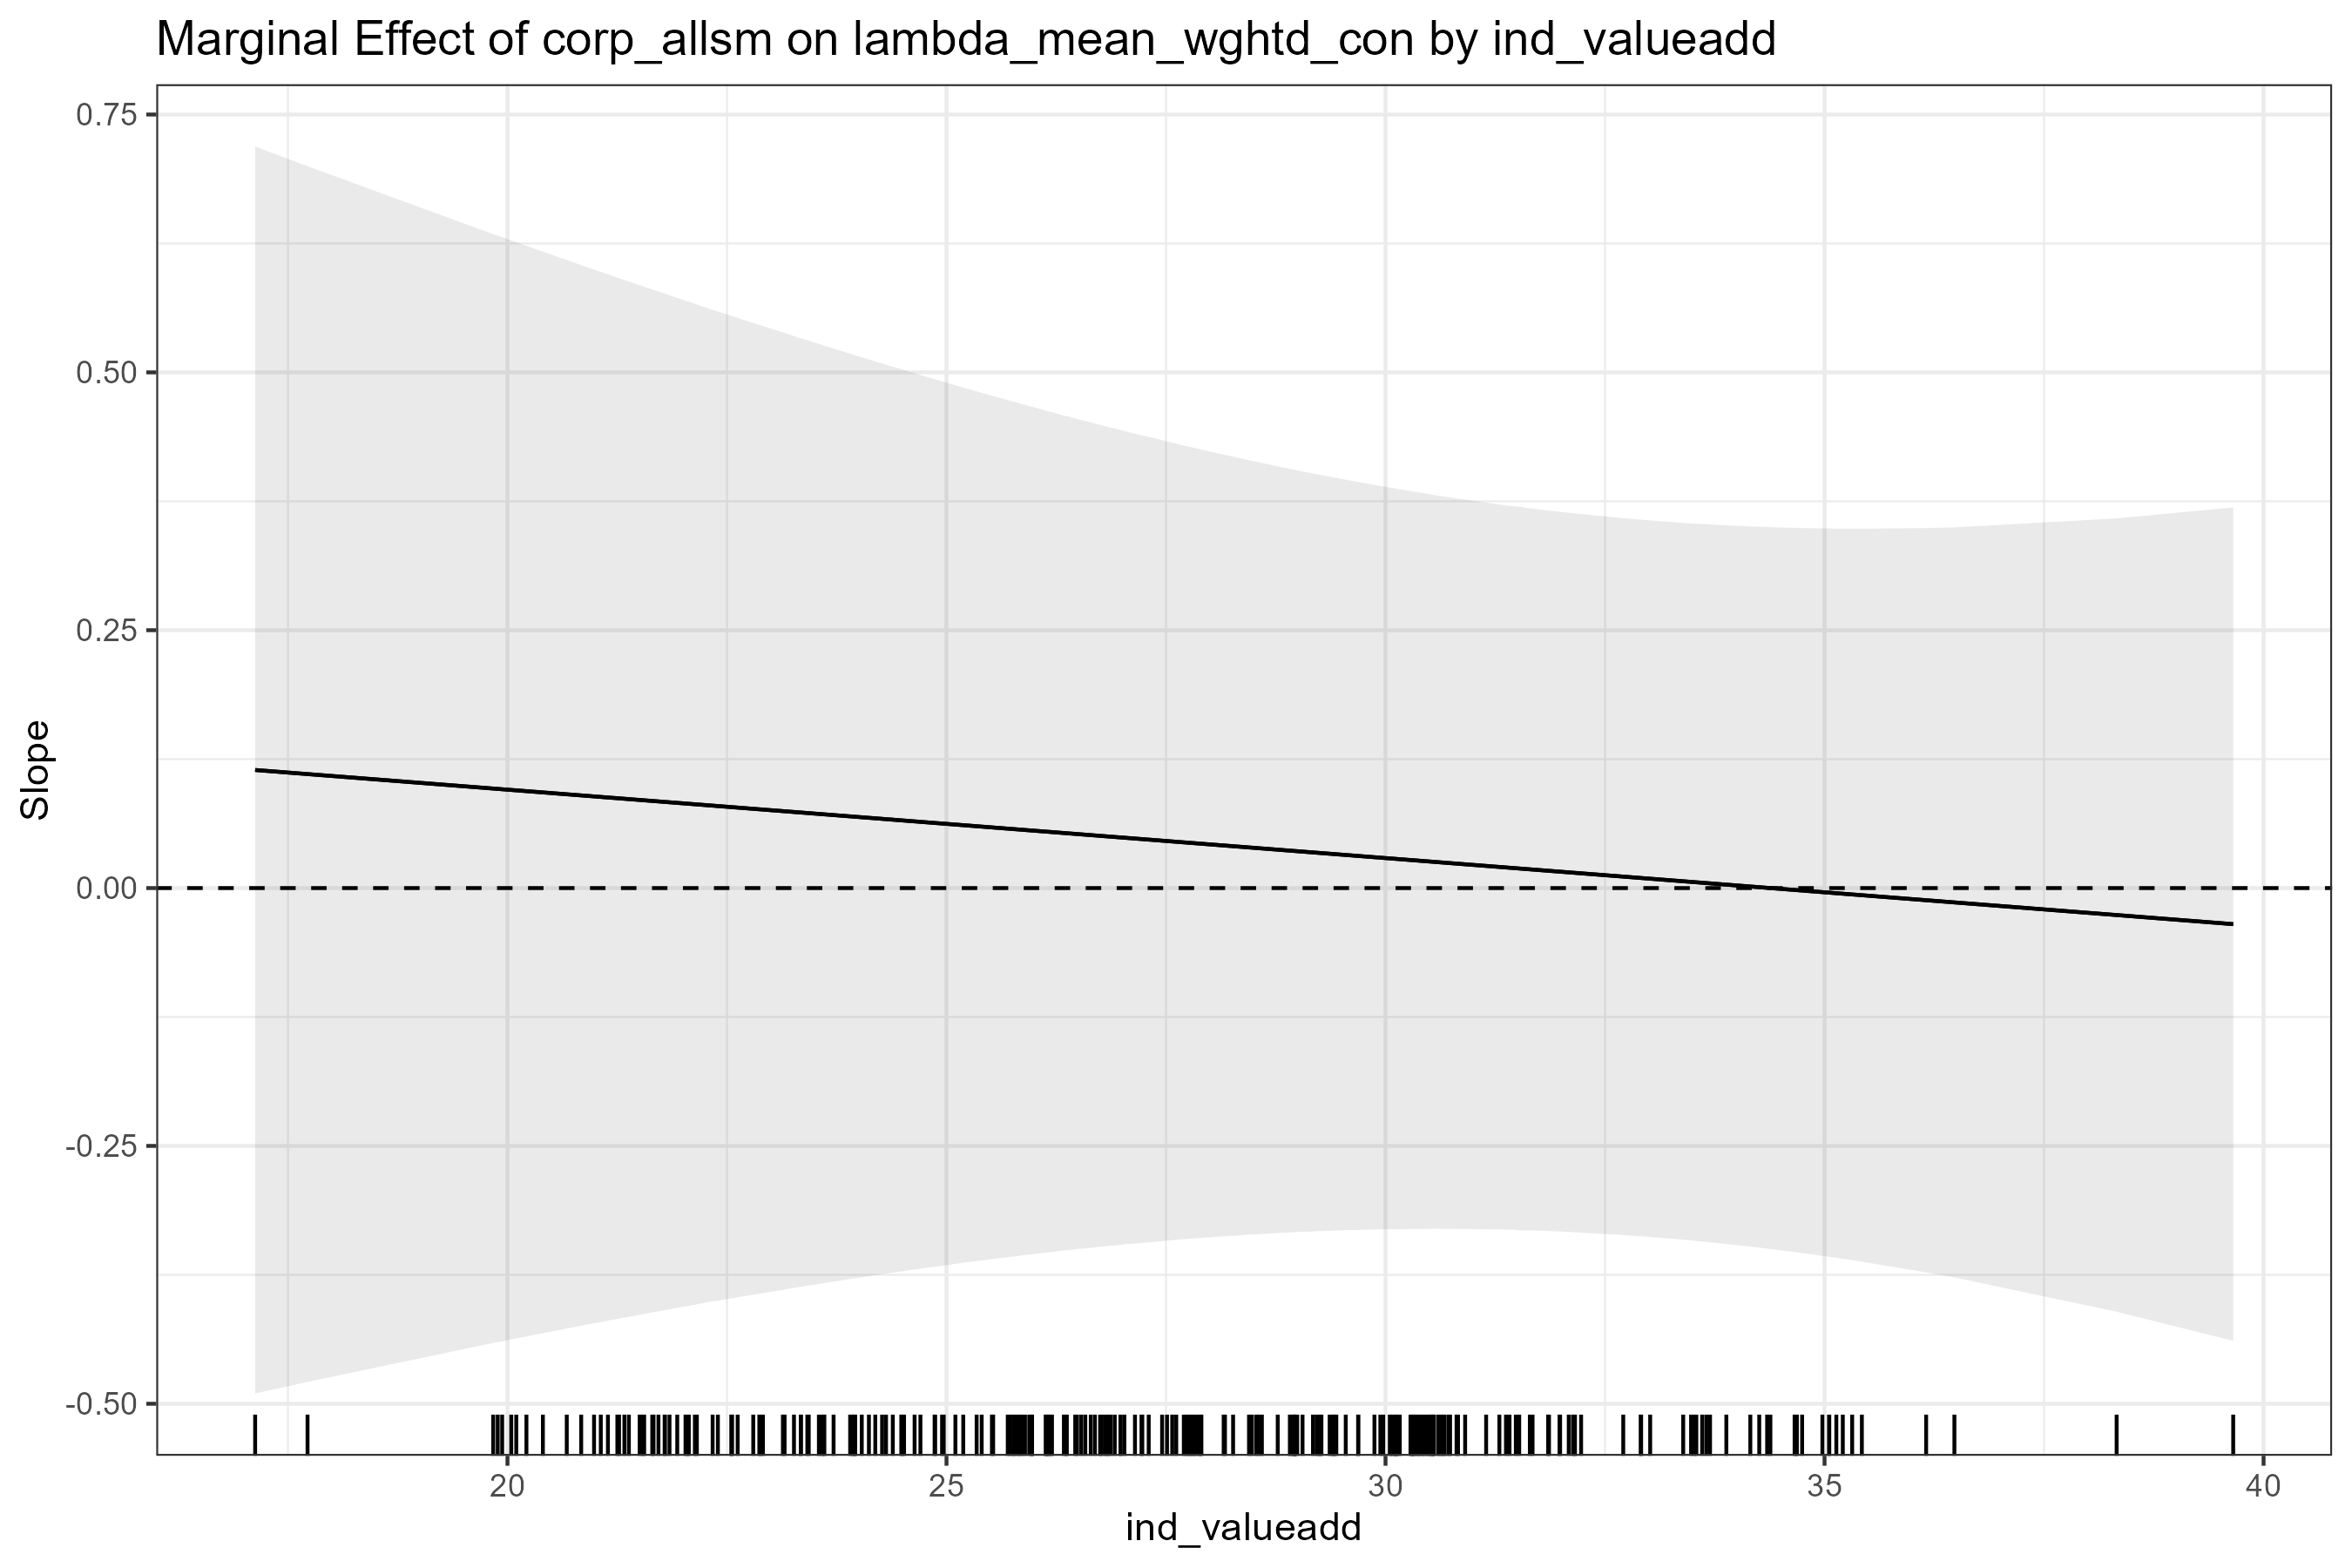 Marginal Effect of corp_allsm on lambda_mean_wghtd_con by ind_valueadd
0.75
0.50
0.25
0.00
-0.25
-0.50
Slope
20 25 30 35 40
ind_valueadd